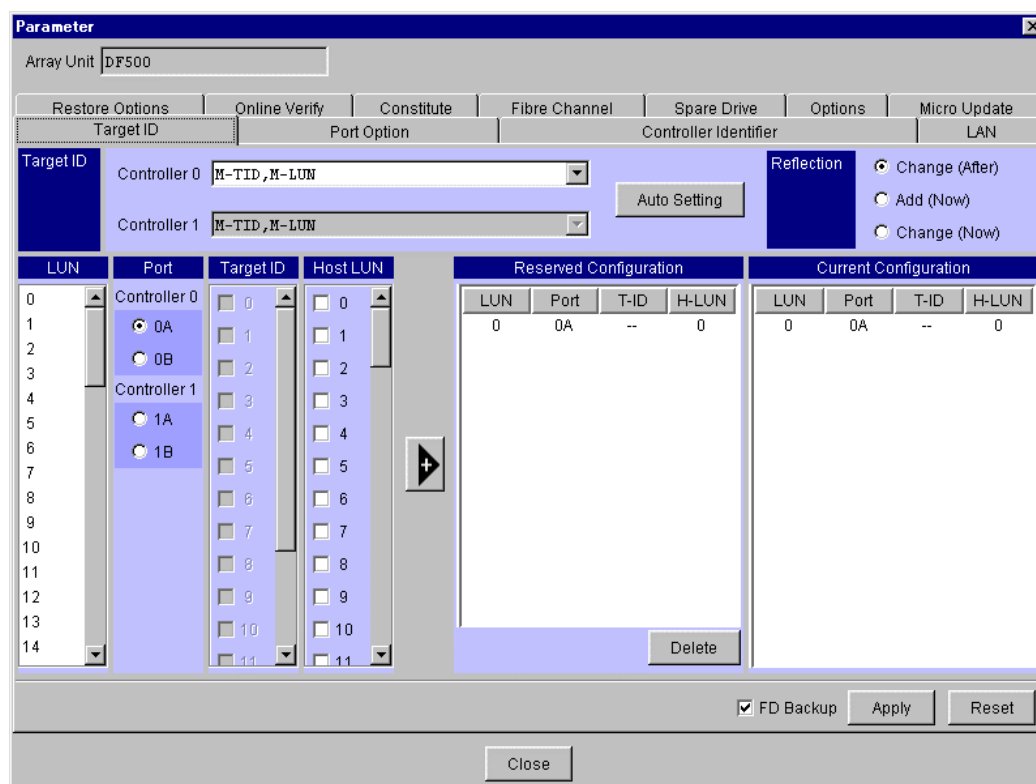 Parameter
Array Unit DF500
Restore Options Online Verify Constitute Fibre Channel Spare Drive Options Micro Update
Target ID Port Option Controller Identifier LAN
Target ID
Controller 0 M-TID,M-LUN
Controller 1 M-TID,M-LUN
Auto Setting
Reflection
Change (After)
Add (Now)
Change (Now)
LUN
0
1
2
3
4
5
6
7
8
9
10
11
12
13
14
Port
Controller 0
0A
0B
Controller 1
1A
1B
Target ID
0
1
2
3
4
5
6
7
8
9
10
11
Host LUN
0
1
2
3
4
5
6
7
8
9
10
11
Reserved Configuration
LUN Port T-ID H-LUN
0 0A -- 0
Delete
Current Configuration
LUN Port T-ID H-LUN
0 0A -- 0
FD Backup Apply Reset
Close